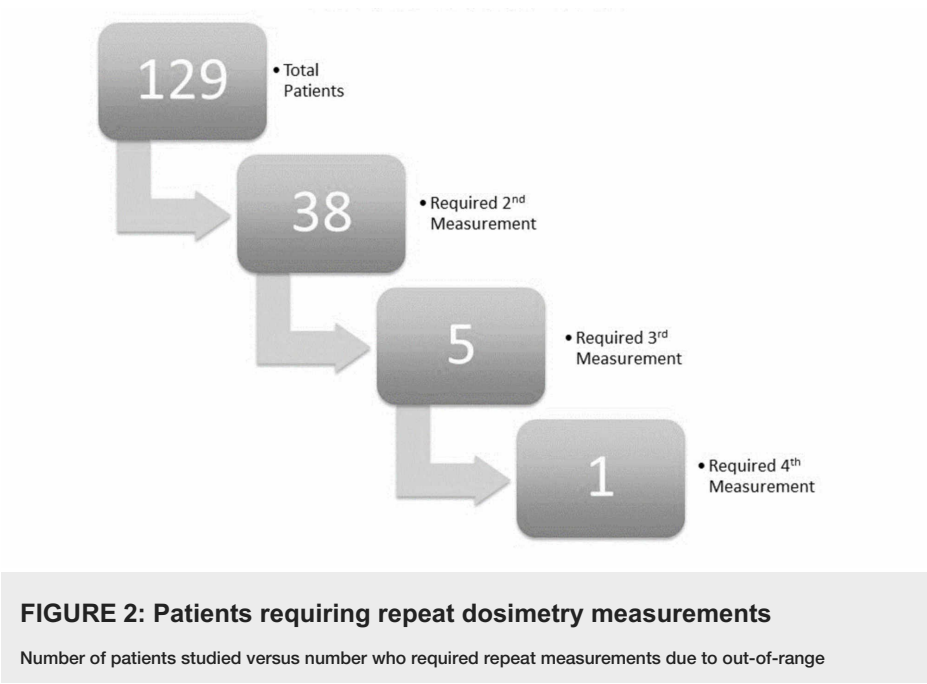 129
• Total
Patients
38
• Required 2nd
Measurement
5
• Required 3rd
Measurement
1
• Required 4th
Measurement
FIGURE 2: Patients requiring repeat dosimetry measurements
Number of patients studied versus number who required repeat measurements due to out-of-range